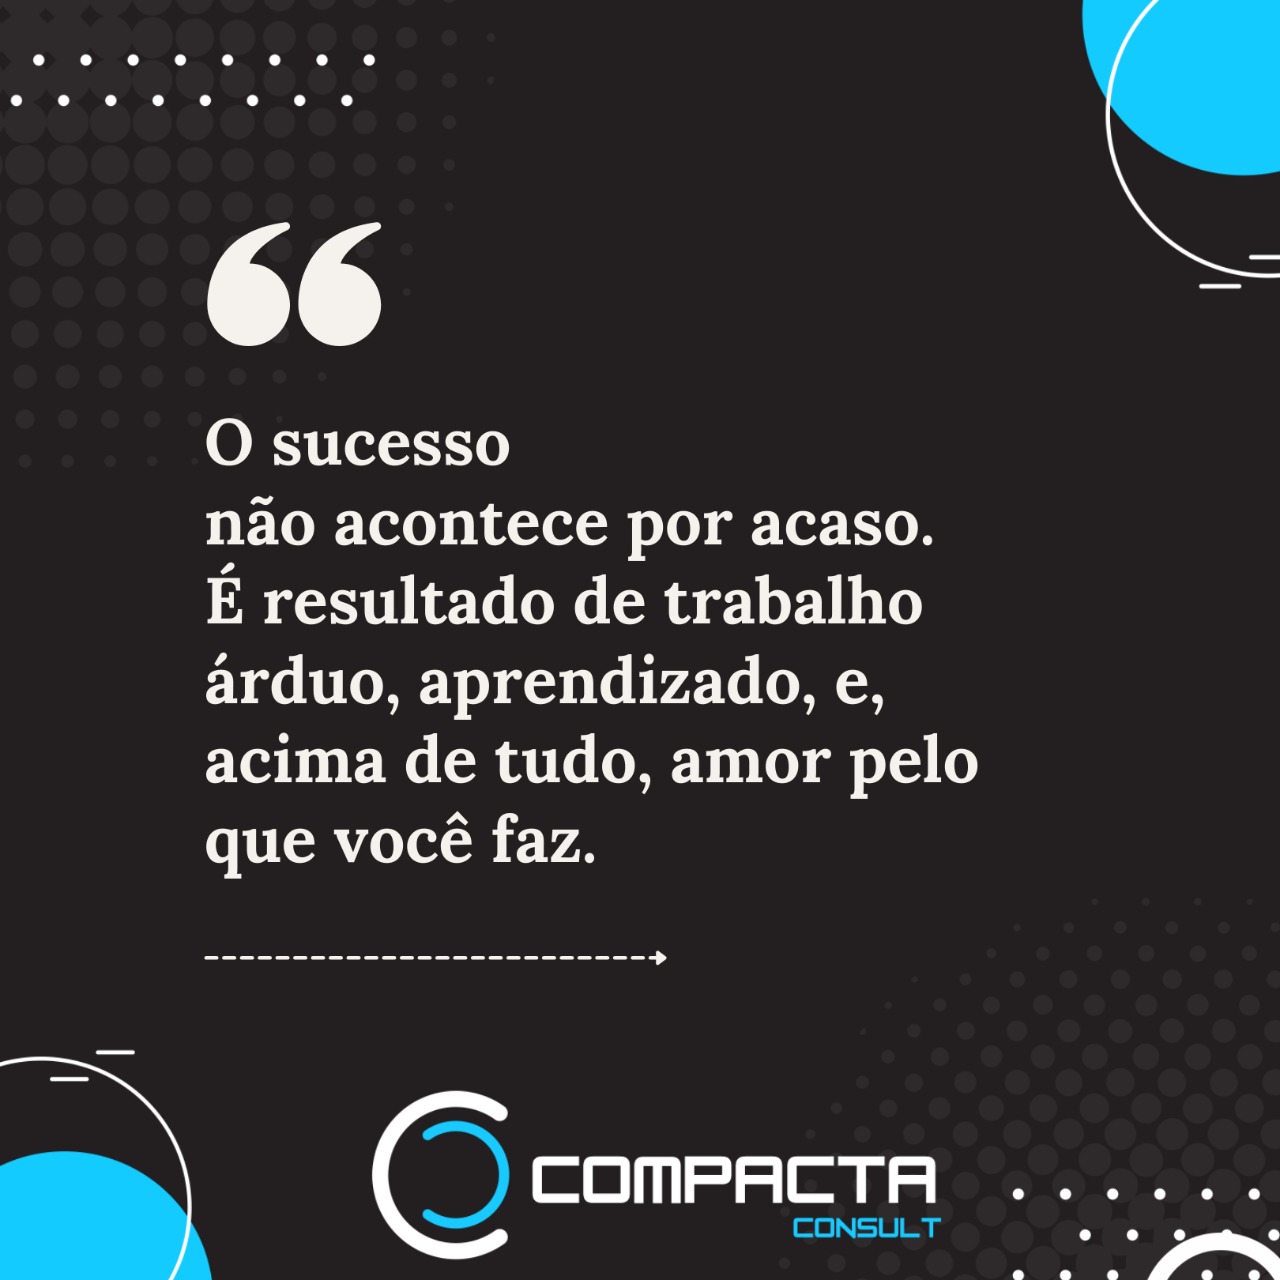 “
O sucesso
não acontece por acaso.
É resultado de trabalho
árduo, aprendizado, e,
acima de tudo, amor pelo
que você faz.
COMPACTA
CONSULT